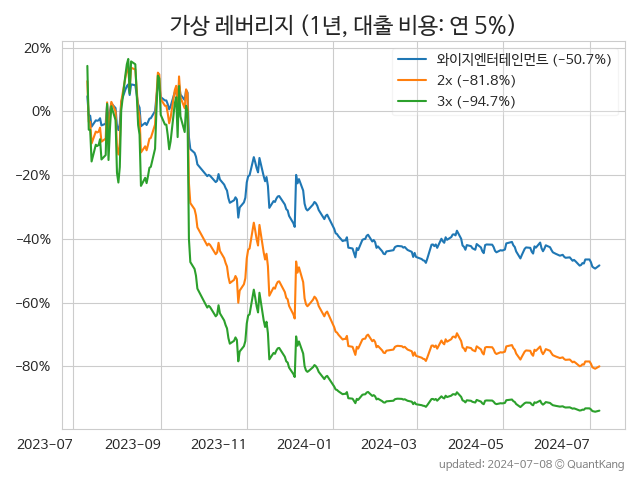 가상 레버리지 (1년, 대출 비용: 연 5%)
와이지엔터테인먼트 (−50.7%)
2x (−81.8%)
3x (−94.7%)
20%
0%
−20%
−40%
−60%
−80%
2023-07 2023-09 2023-11 2024-01 2024-03 2024-05 2024-07
updated: 2024-07-08 © QuantKang